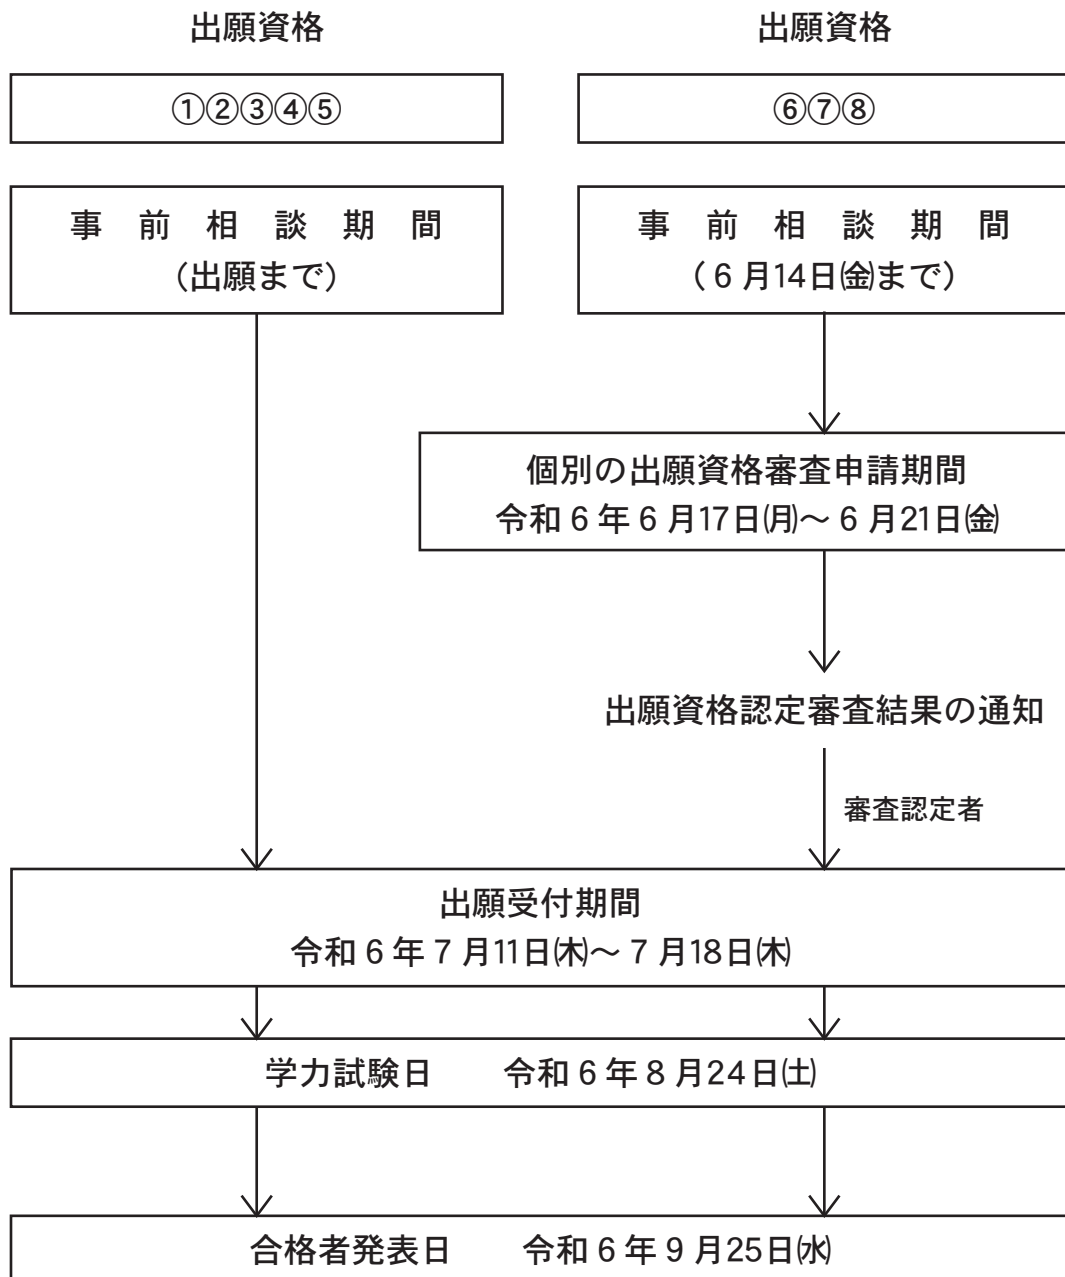 出願資格
①②③④⑤
事前相談期間
（出願まで）
出願資格
⑥⑦⑧
事前相談期間
（6月14日㈮まで）
個別の出願資格審査申請期間
令和6年6月17日㈪～6月21日㈮
出願資格認定審査結果の通知
審査認定者
出願受付期間
令和6年7月11日㈭～7月18日㈭
学力試験日　　令和6年8月24日㈯
合格者発表日　　令和6年9月25日㈬